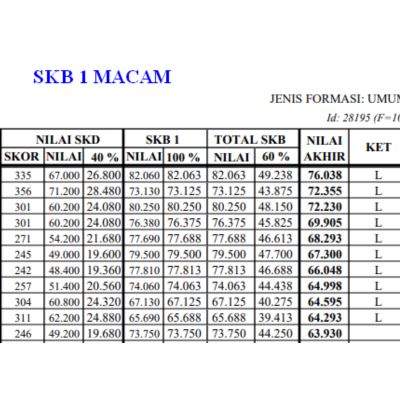 SKB 1 MACAM
JENIS FORMASI: UMUM
Id: 28195 (F=10
NILAI SKD SKB 1 TOTAL SKB NILAI AKHIR KET
SKOR NILAI 40 % NILAI 100 % NILAI 60 %
335 67.000 26.800 82.060 82.063 82.063 49.238 76.038 L
356 71.200 28.480 73.130 73.125 73.125 43.875 72.355 L
301 60.200 24.080 80.250 80.250 80.250 48.150 72.230 L
301 60.200 24.080 76.380 76.375 76.375 45.825 69.905 L
271 54.200 21.680 77.690 77.688 77.688 46.613 68.293 L
245 49.000 19.600 79.500 79.500 79.500 47.700 67.300 L
242 48.400 19.360 77.810 77.813 77.813 46.688 66.048 L
257 51.400 20.560 74.060 74.063 74.063 44.438 64.998 L
304 60.800 24.320 67.130 67.125 67.125 40.275 64.595 L
311 62.200 24.880 65.690 65.688 65.688 39.413 64.293 L
246 49.200 19.680 73.750 73.750 73.750 44.250 63.930